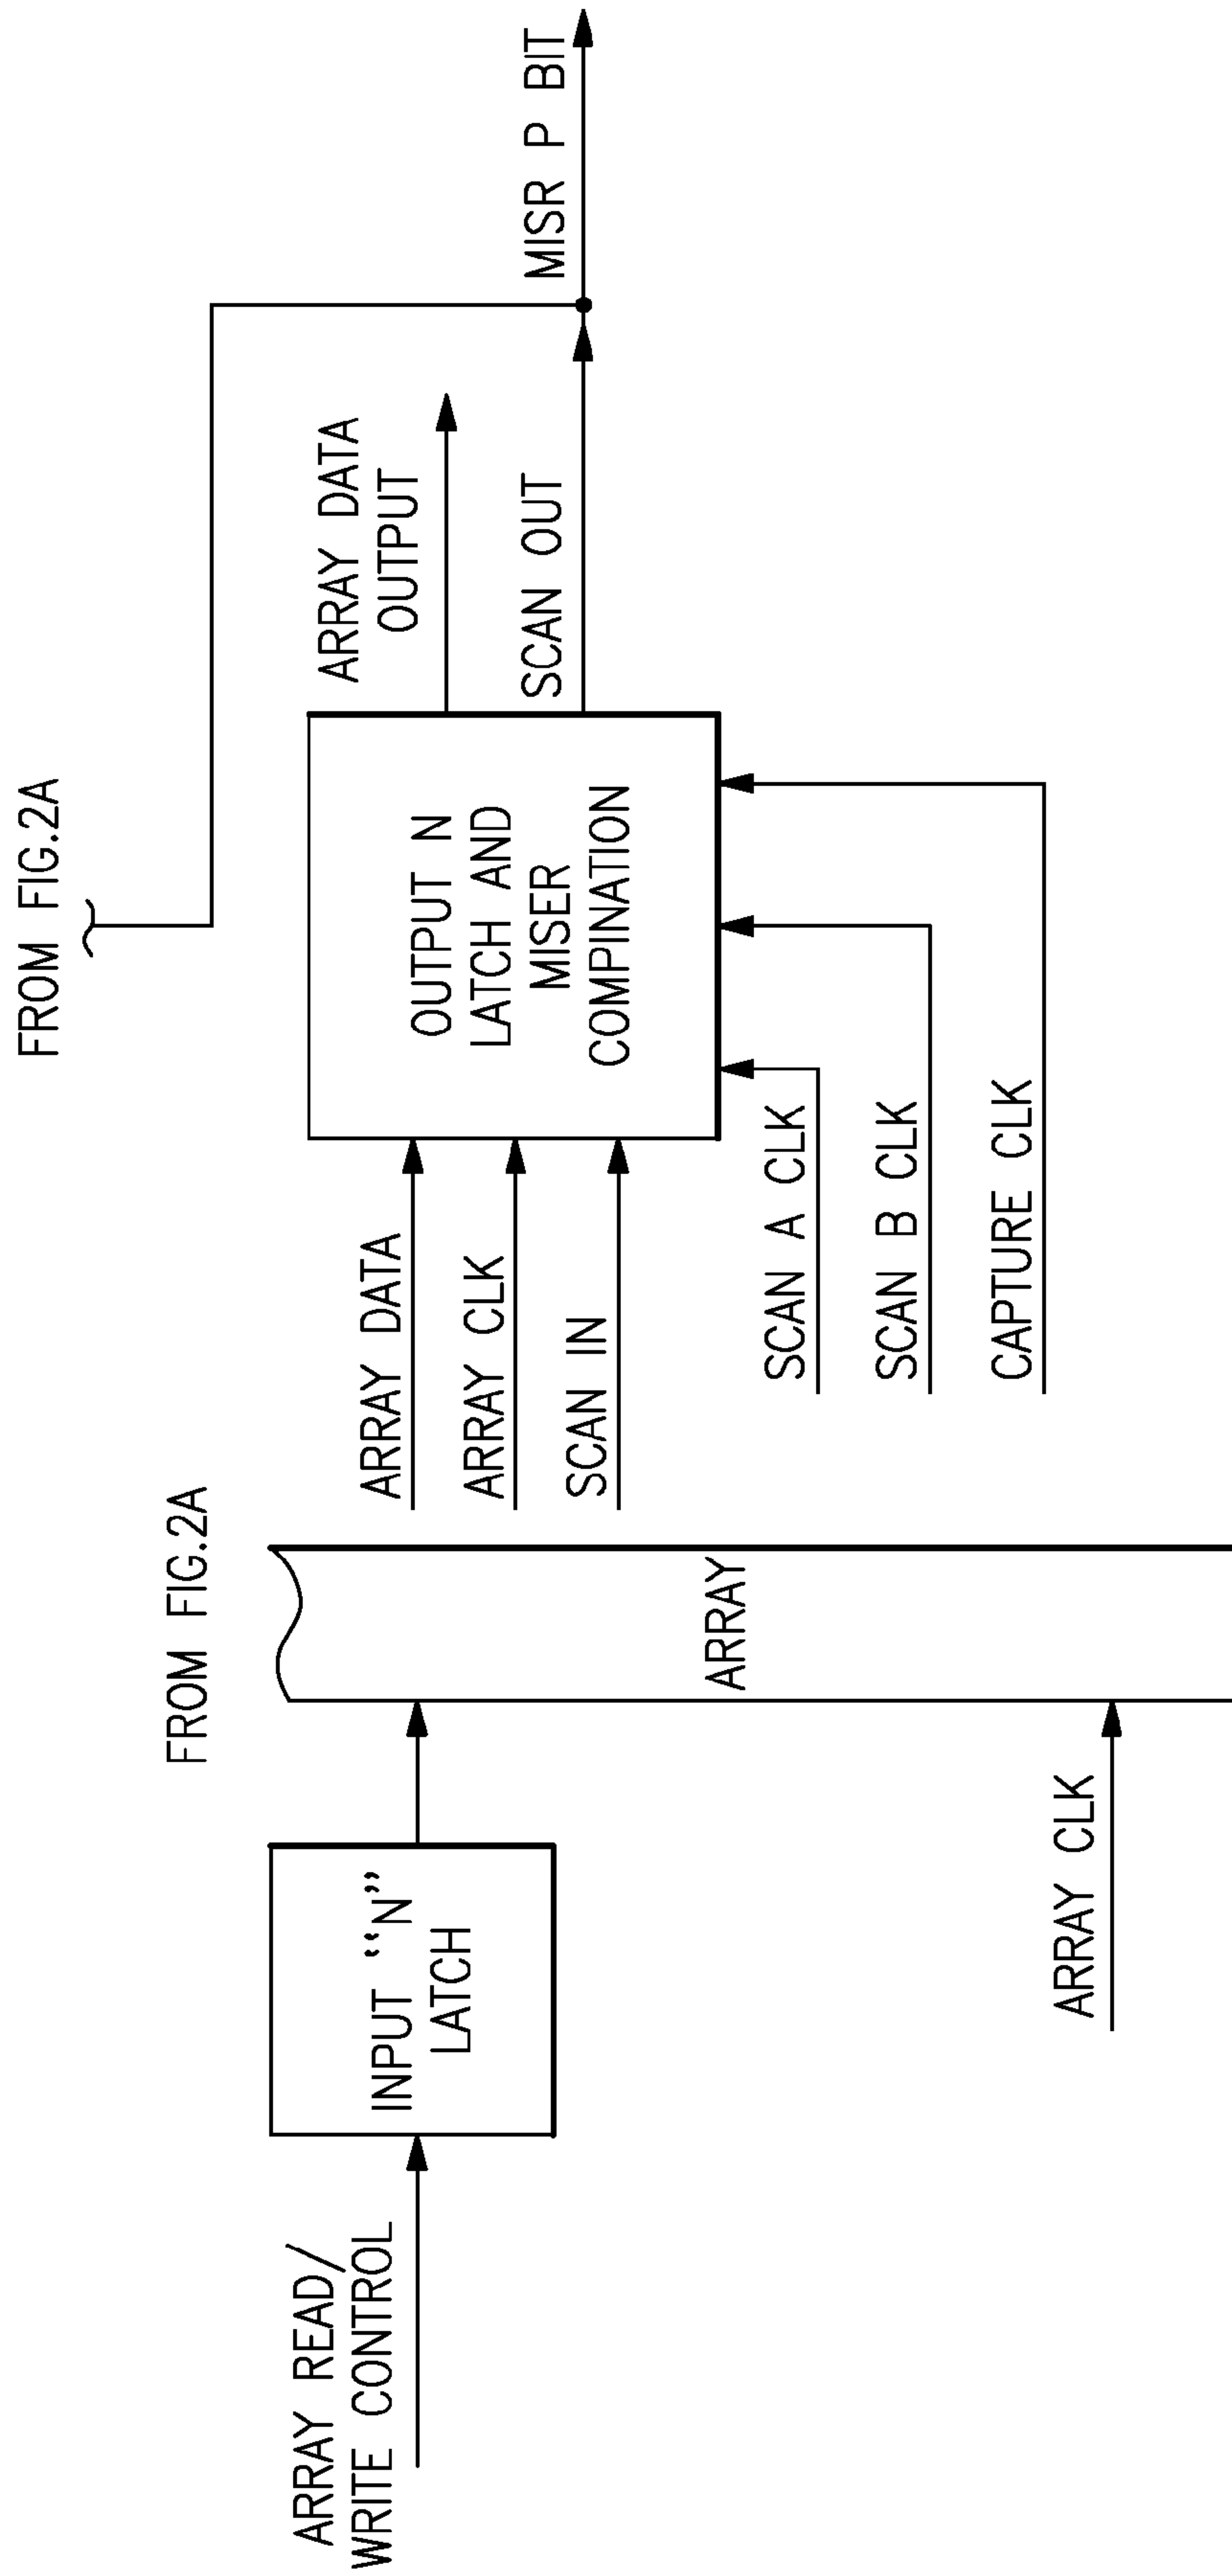 FROM FIG.2A
FROM FIG.2A
ARRAY READ/
WRITE CONTROL
INPUT “N”
LATCH
ARRAY
ARRAY CLK
ARRAY DATA
ARRAY CLK
SCAN IN
OUTPUT N
LATCH AND
MISER
COMPINATION
SCAN A CLK
SCAN B CLK
CAPTURE CLK
ARRAY DATA
OUTPUT
SCAN OUT
MISR P BIT